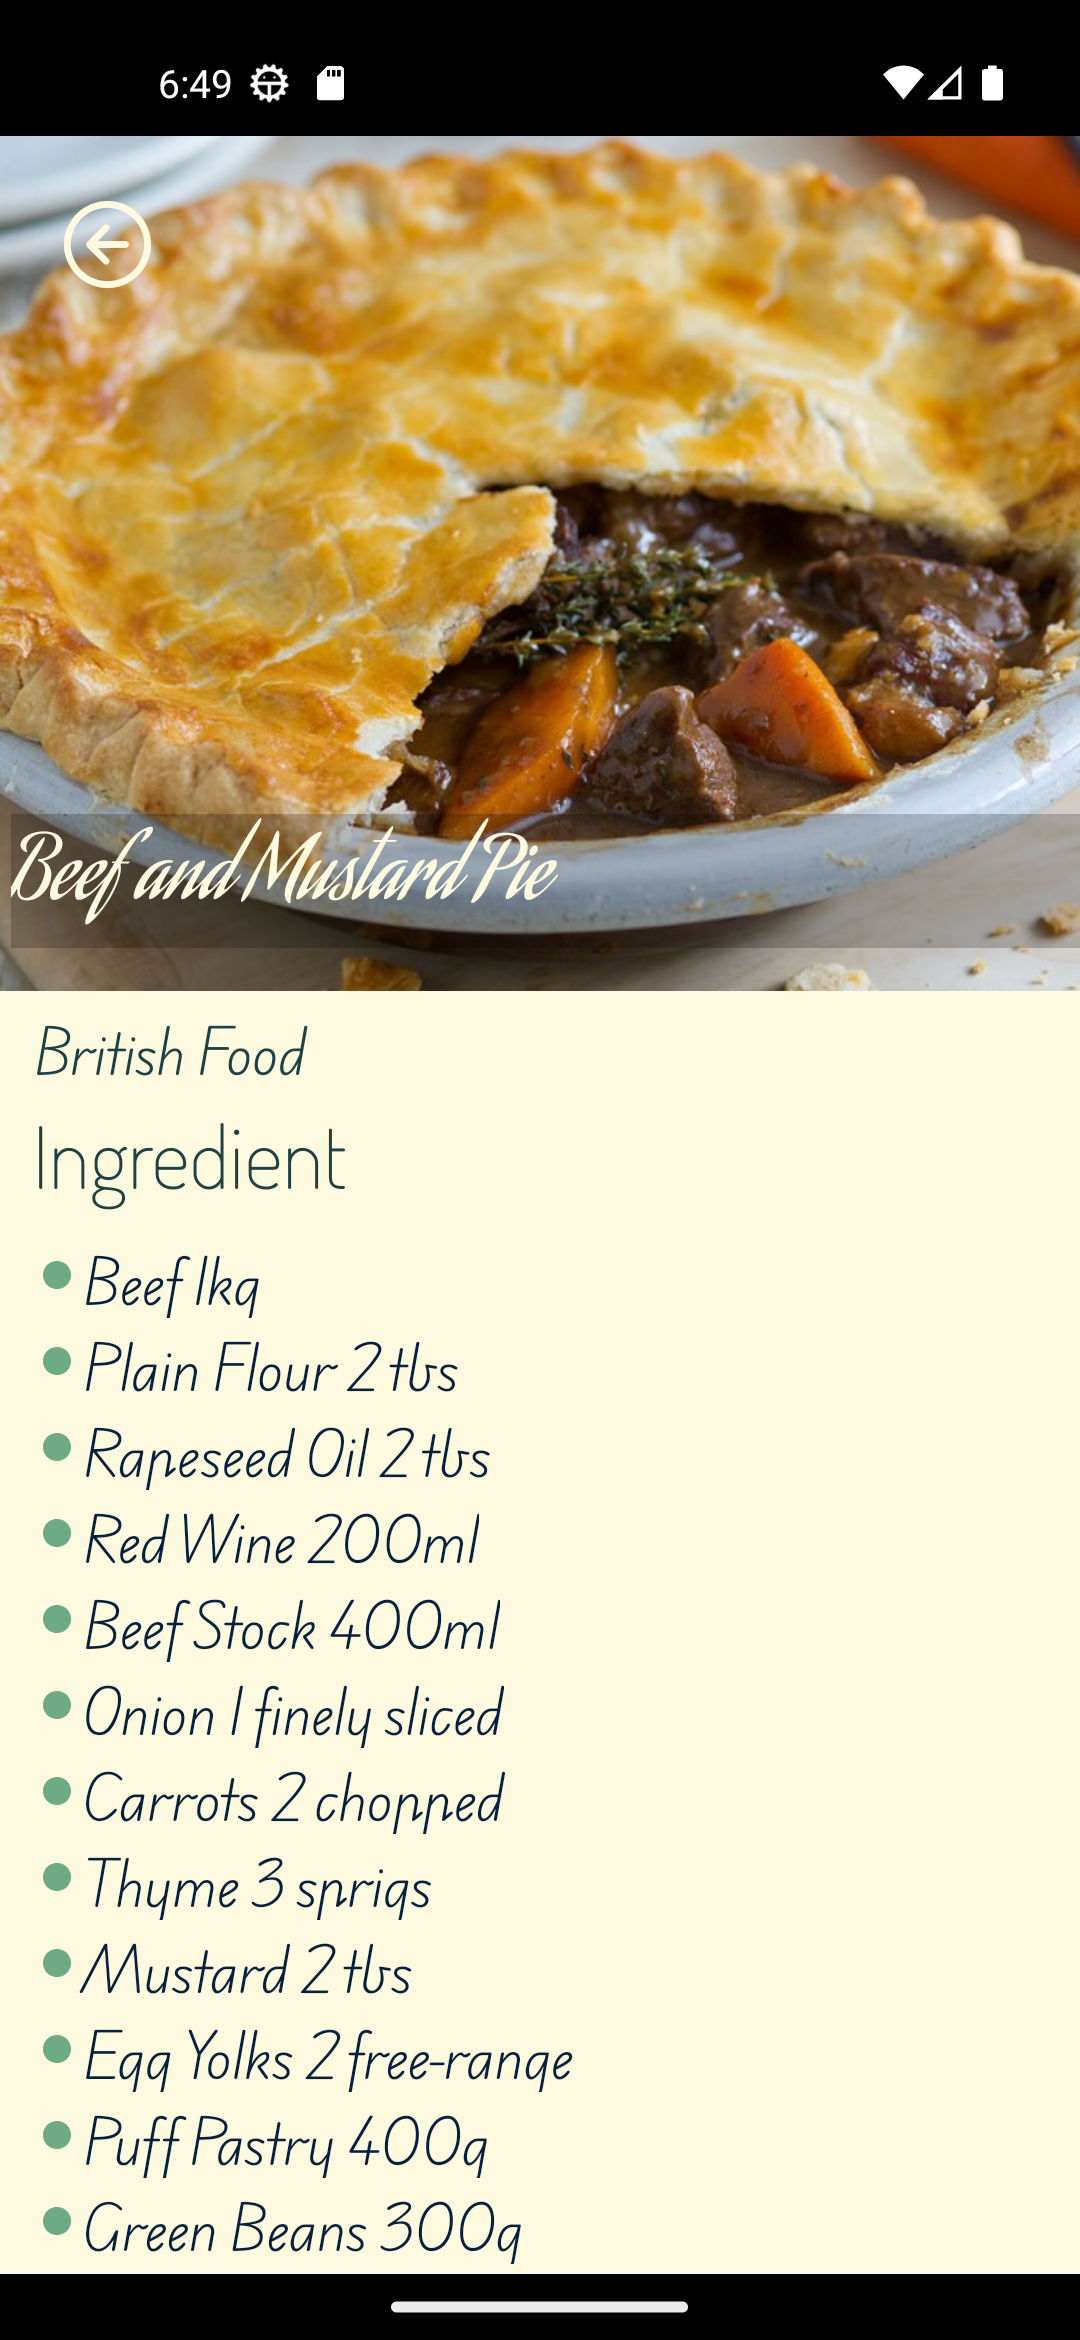 6:49
Beef and Mustard Pie
British Food
Ingredient
Beef 1kg
Plain Flour 2 tbs
Rapeseed Oil 2 tbs
Red Wine 200ml
Beef Stock 400ml
Onion 1 finely sliced
Carrots 2 chopped
Thyme 3 sprigs
Mustard 2 tbs
Egg Yolks 2 free-range
Puff Pastry 400g
Green Beans 300g